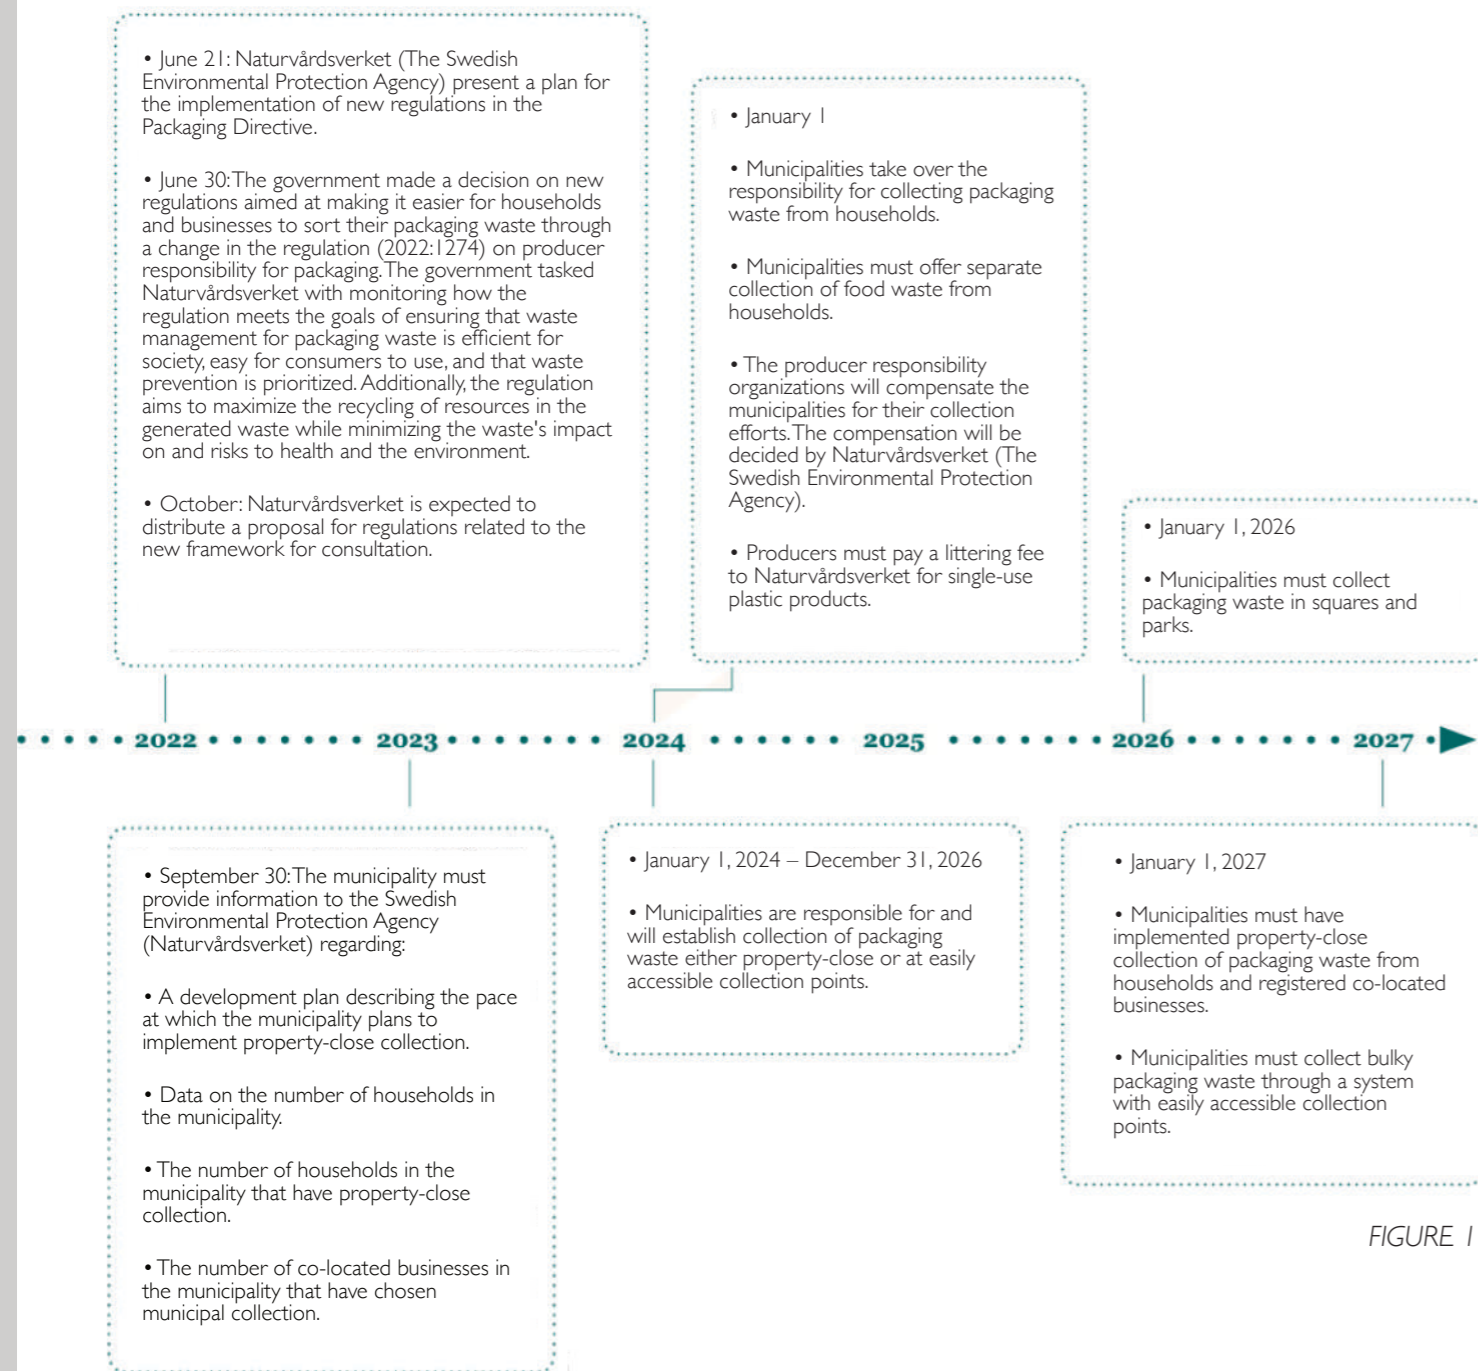 • June 21: Naturvårdsverket (The Swedish
Environmental Protection Agency) present a plan for
the implementation of new regulations in the
Packaging Directive.
• June 30: The government made a decision on new
regulations aimed at making it easier for households
and businesses to sort their packaging waste through
a change in the regulation (2022:1274) on producer
responsibility for packaging. The government tasked
Naturvårdsverket with monitoring how the
regulation meets the goals of ensuring that waste
management for packaging waste is efficient for
society, easy for consumers to use, and that waste
prevention is prioritized. Additionally, the regulation
aims to maximize the recycling of resources in the
generated waste while minimizing the waste's impact
on and risks to health and the environment.
• October: Naturvårdsverket is expected to
distribute a proposal for regulations related to the
new framework for consultation.
• January 1
• Municipalities take over the
responsibility for collecting packaging
waste from households.
• Municipalities must offer separate
collection of food waste from
households.
• The producer responsibility
organizations will compensate the
municipalities for their collection
efforts. The compensation will be
decided by Naturvårdsverket (The
Swedish Environmental Protection
Agency).
• Producers must pay a littering fee
to Naturvårdsverket for single-use
plastic products.
• January 1, 2026
• Municipalities must collect
packaging waste in squares and
parks.
2022 2023 2024 2025 2026 2027
• September 30: The municipality must
provide information to the Swedish
Environmental Protection Agency
(Naturvårdsverket) regarding:
• A development plan describing the pace
at which the municipality plans to
implement property-close collection.
• Data on the number of households in
the municipality.
• The number of households in the
municipality that have property-close
collection.
• The number of co-located businesses in
the municipality that have chosen
municipal collection.
• January 1, 2024 – December 31, 2026
• Municipalities are responsible for and
will establish collection of packaging
waste either property-close or at easily
accessible collection points.
• January 1, 2027
• Municipalities must have
implemented property-close
collection of packaging waste from
households and registered co-located
businesses.
• Municipalities must collect bulky
packaging waste through a system
with easily accessible collection
points.
FIGURE 1